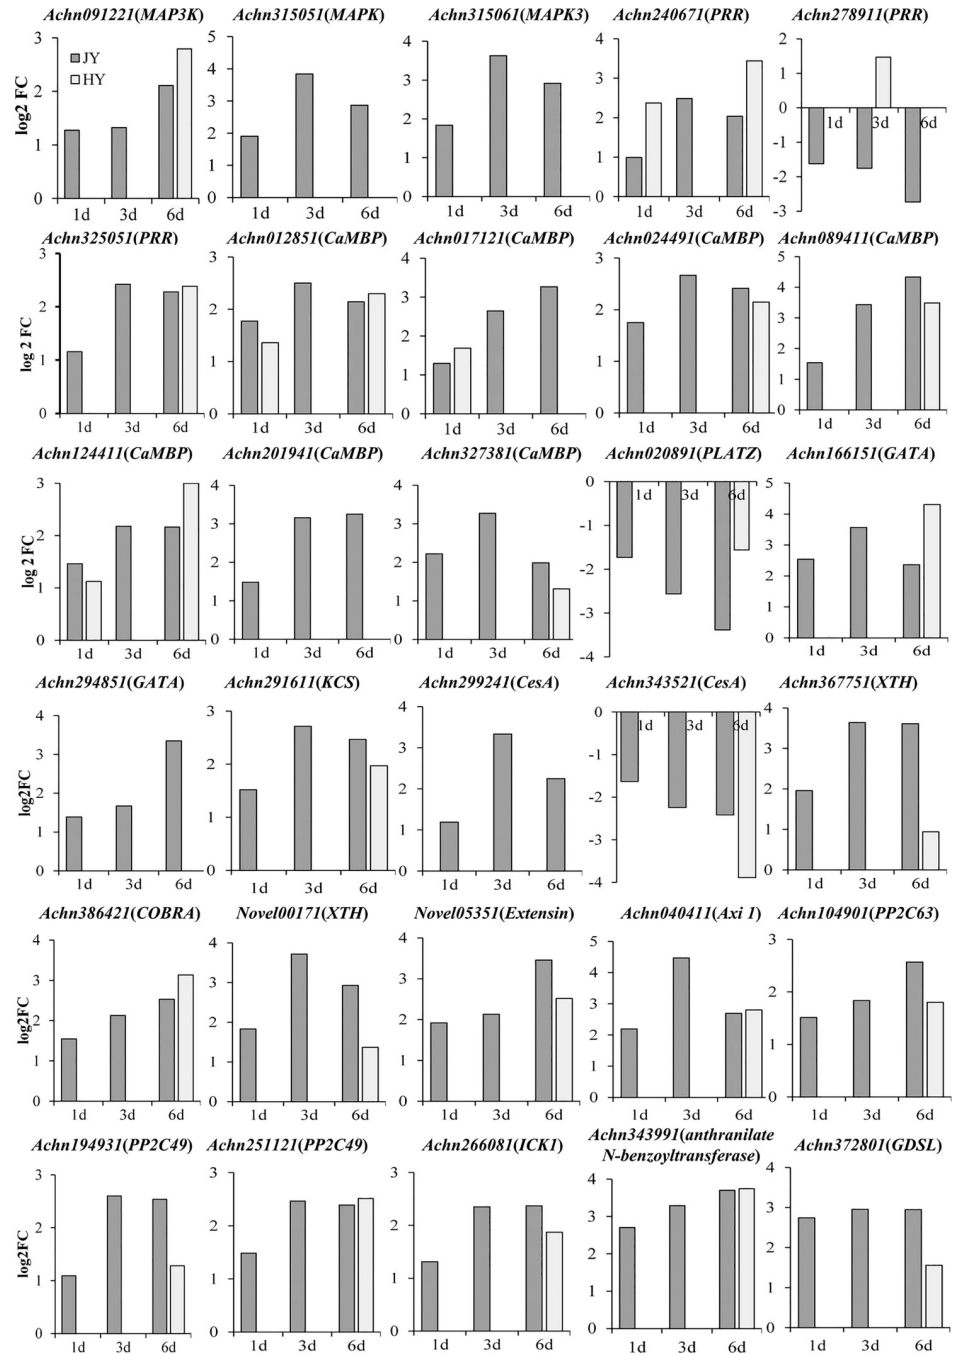 Achn091221(MAP3K)
3
JY
HY
2
log2 FC
1
0
1d 3d 6d
Achn315051(MAPK)
5
4
3
2
1
0
1d 3d 6d
Achn315061(MAPK3)
4
3
2
1
0
1d 3d 6d
Achn240671(PRR)
4
3
2
1
0
1d 3d 6d
Achn278911(PRR)
2
1
0
1d 3d 6d
-1
-2
-3
Achn325051(PRR)
3
2
log 2 FC
1
0
1d 3d 6d
Achn012851(CaMBP)
3
2
1
0
1d 3d 6d
Achn017121(CaMBP)
4
3
2
1
0
1d 3d 6d
Achn024491(CaMBP)
3
2
1
0
1d 3d 6d
Achn089411(CaMBP)
5
4
3
2
1
0
1d 3d 6d
Achn124411(CaMBP)
3
2
log 2 FC
1
0
1d 3d 6d
Achn201941(CaMBP)
4
3
2
1
0
1d 3d 6d
Achn327381(CaMBP)
4
3
2
1
0
1d 3d 6d
Achn020891(PLATZ)
0
1d 3d 6d
-1
-2
-3
-4
Achn166151(GATA)
5
4
3
2
1
0
1d 3d 6d
Achn294851(GATA)
4
3
log2FC
2
1
0
1d 3d 6d
Achn291611(KCS)
3
2
1
0
1d 3d 6d
Achn299241(CesA)
4
3
2
1
0
1d 3d 6d
Achn343521(CesA)
0
1d 3d 6d
-1
-2
-3
-4
Achn367751(XTH)
4
3
2
1
0
1d 3d 6d
Achn386421(COBRA)
4
3
log2FC
2
1
0
1d 3d 6d
Novel00171(XTH)
4
3
2
1
0
1d 3d 6d
Novel05351(Extensin)
4
3
2
1
0
1d 3d 6d
Achn040411(Axi 1)
5
4
3
2
1
0
1d 3d 6d
Achn104901(PP2C63)
3
2
1
0
1d 3d 6d
Achn194931(PP2C49)
3
2
log2FC
1
0
1d 3d 6d
Achn251121(PP2C49)
3
2
1
0
1d 3d 6d
Achn266081(ICK1)
3
2
1
0
1d 3d 6d
Achn343991(anthranilate
N-benzoyltransferase)
4
3
2
1
0
1d 3d 6d
Achn372801(GDSL)
4
3
2
1
0
1d 3d 6d